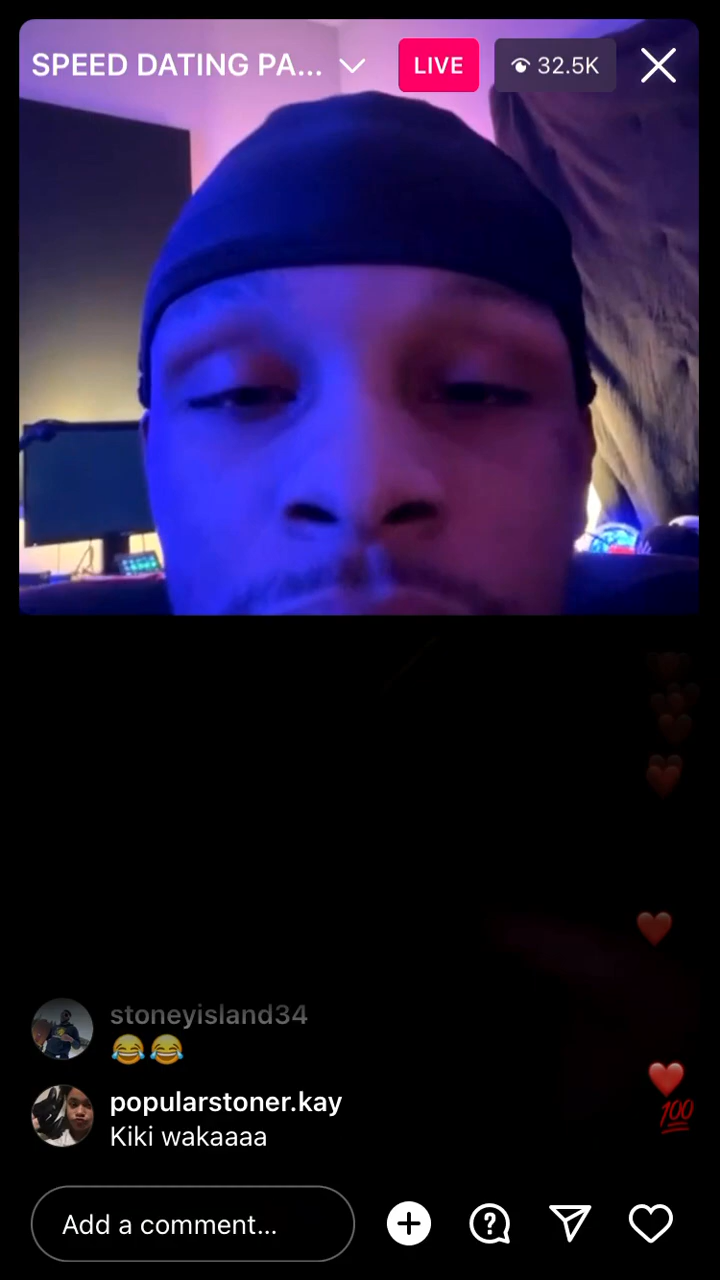 SPEED DATING PA...
LIVE
32.5K
stoneyisland34
😂😂
popularstoner.kay
Kiki wakaaaa
💯
Add a comment...